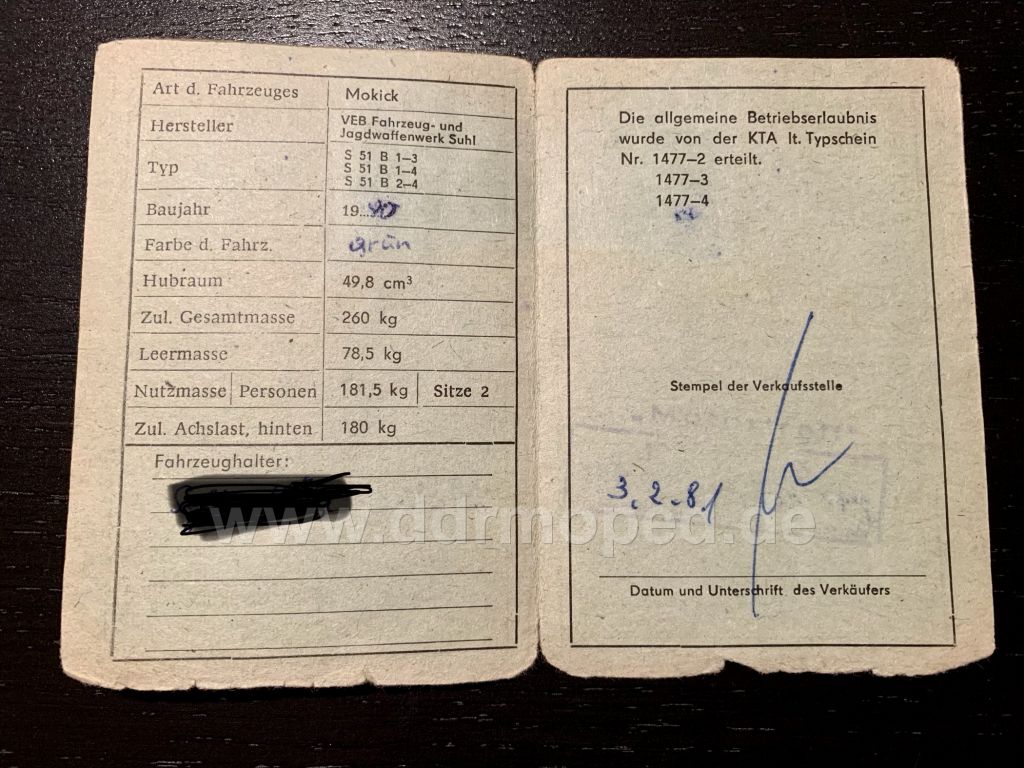 Art d. Fahrzeuges Mokick
Hersteller VEB Fahrzeug- und
Jagdwaffenwerk Suhl
Typ S 51 B 1–3
S 51 B 1–4
S 51 B 2–4
Baujahr 19...
Farbe d. Fahrz. grün
Hubraum 49,8 cm³
Zul. Gesamtmasse 260 kg
Leermasse 78,5 kg
Nutzmasse Personen 181,5 kg Sitze 2
Zul. Achslast, hinten 180 kg
Fahrzeughalter:
Die allgemeine Betriebserlaubnis
wurde von der KTA lt. Typschein
Nr. 1477–2 erteilt.
1477–3
1477–4
Stempel der Verkaufsstelle
3.2.81
Datum und Unterschrift des Verkäufers
www.ddrmoped.de